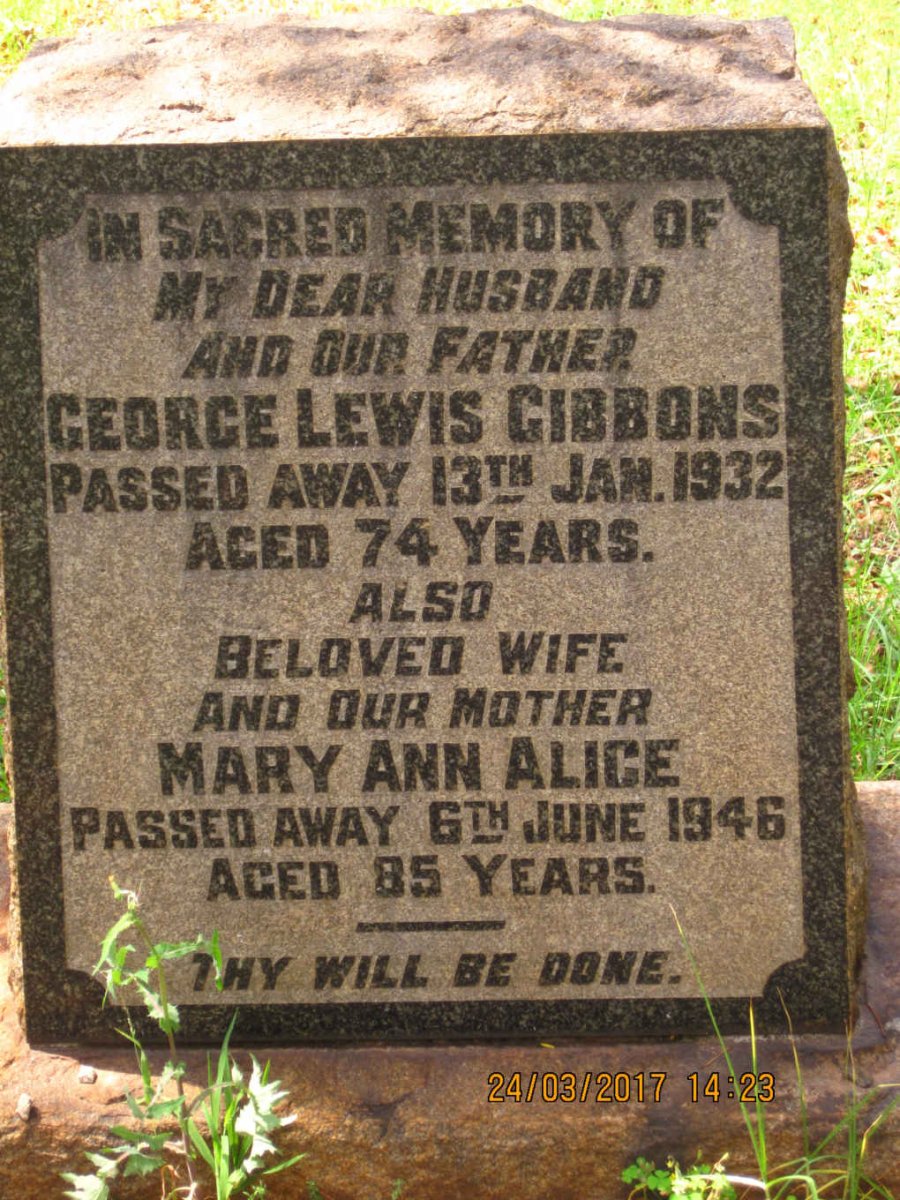 IN SACRED MEMORY OF
MY DEAR HUSBAND
AND OUR FATHER
GEORGE LEWIS GIBBONS
PASSED AWAY 13TH JAN. 1932
AGED 74 YEARS.
ALSO
BELOVED WIFE
AND OUR MOTHER
MARY ANN ALICE
PASSED AWAY 6TH JUNE 1946
AGED 85 YEARS.
THY WILL BE DONE.
24/03/2017 14:23